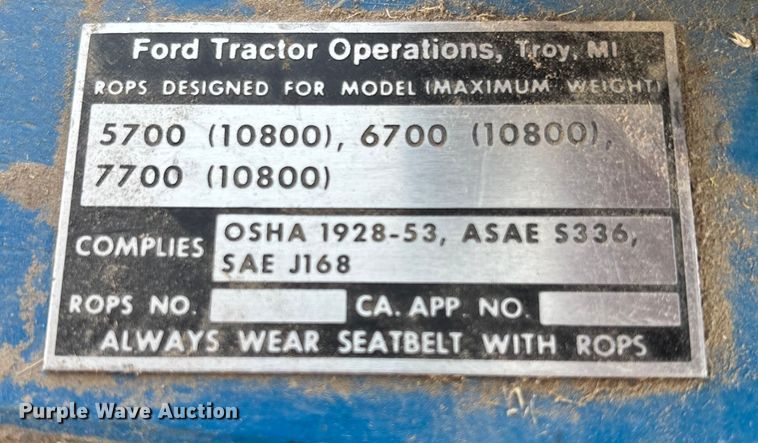 Ford Tractor Operations, Troy, MI
ROPS DESIGNED FOR MODEL (MAXIMUM WEIGHT)
5700 (10800), 6700 (10800),
7700 (10800)
COMPLIES OSHA 1928-53, ASAE S336,
SAE J168
ROPS NO. CA. APP. NO.
ALWAYS WEAR SEATBELT WITH ROPS
Purple Wave Auction